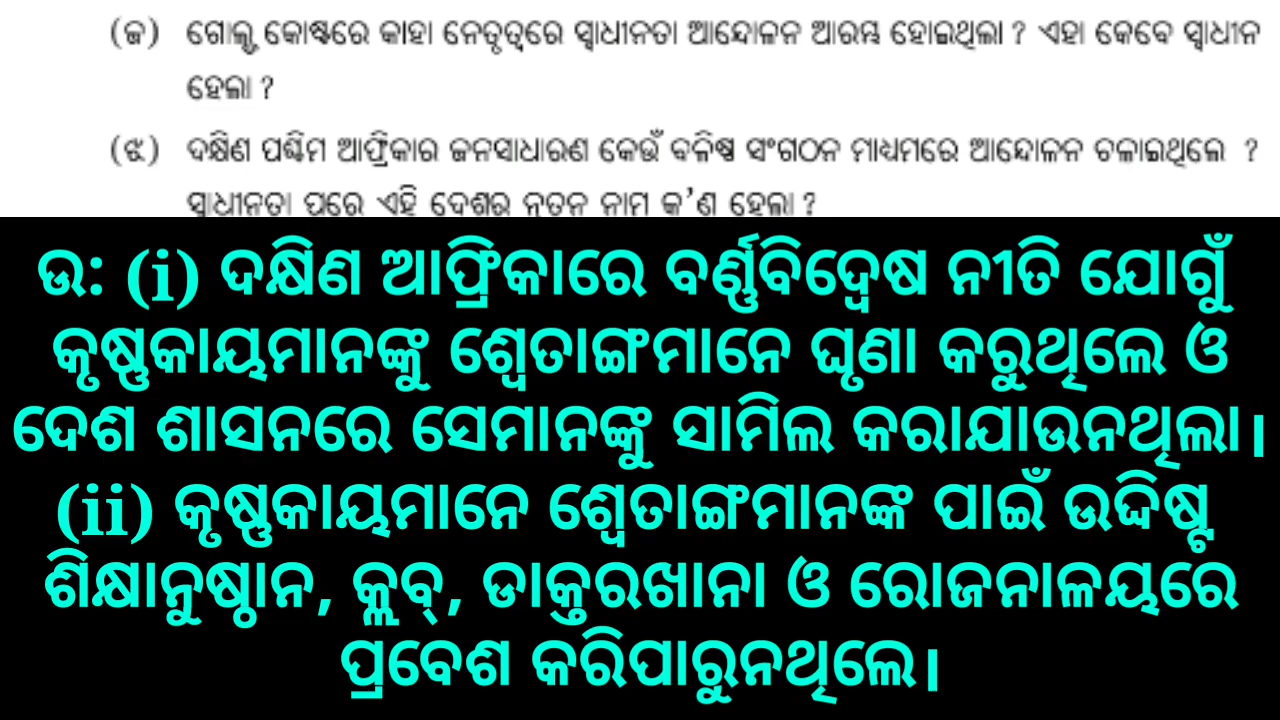 (ଜ) ଗୋଲ୍ଡ କୋଷ୍ଟରେ କାହା ନେତୃତ୍ୱରେ ସ୍ୱାଧୀନତା ଆନ୍ଦୋଳନ ଆରମ୍ଭ ହୋଇଥିଲା ? ଏହା କେବେ ସ୍ୱାଧୀନ
ହେଲା ?
(ଝ) ଦକ୍ଷିଣ ପଶ୍ଚିମ ଆଫ୍ରିକାର ଜନସାଧାରଣ କେଉଁ ବଳିଷ୍ଠ ସଂଗଠନ ମାଧ୍ୟମରେ ଆନ୍ଦୋଳନ ଚଳାଇଥିଲେ ?
ସ୍ୱାଧୀନତା ପରେ ଏହି ଦେଶର ନୂତନ ନାମ କ'ଣ ହେଲା ?
ଉ: (i) ଦକ୍ଷିଣ ଆଫ୍ରିକାରେ ବର୍ଣ୍ଣବିଦ୍ୱେଷ ନୀତି ଯୋଗୁଁ
କୃଷ୍ଣକାୟମାନଙ୍କୁ ଶ୍ୱେତାଙ୍ଗମାନେ ଘୃଣା କରୁଥିଲେ ଓ
ଦେଶ ଶାସନରେ ସେମାନଙ୍କୁ ସାମିଲ କରାଯାଉନଥିଲା।
(ii) କୃଷ୍ଣକାୟମାନେ ଶ୍ୱେତାଙ୍ଗମାନଙ୍କ ପାଇଁ ଉଦ୍ଦିଷ୍ଟ
ଶିକ୍ଷାନୁଷ୍ଠାନ, କ୍ଲବ୍, ଡାକ୍ତରଖାନା ଓ ରୋଜନାଳୟରେ
ପ୍ରବେଶ କରିପାରୁନଥିଲେ।